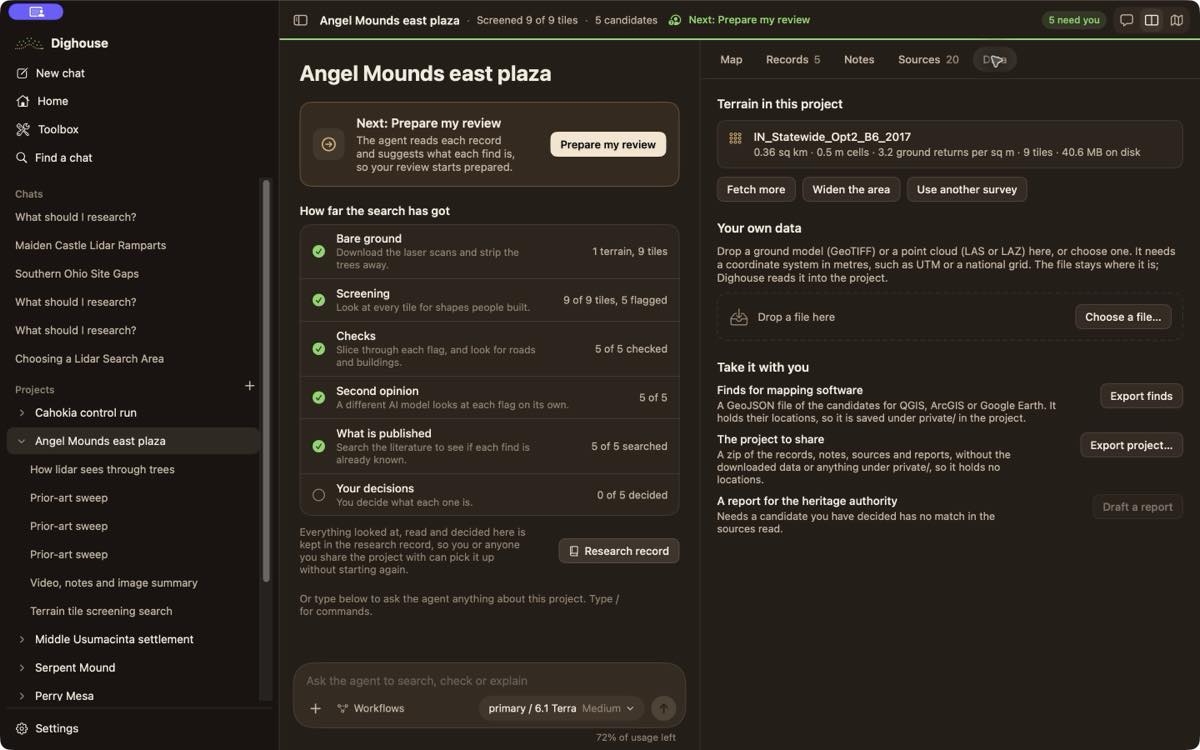 Dighouse
New chat
Home
Toolbox
Find a chat
Chats
What should I research?
Maiden Castle Lidar Ramparts
Southern Ohio Site Gaps
What should I research?
What should I research?
Choosing a Lidar Search Area
Projects
Cahokia control run
Angel Mounds east plaza
How lidar sees through trees
Prior-art sweep
Prior-art sweep
Prior-art sweep
Video, notes and image summary
Terrain tile screening search
Middle Usumacinta settlement
Serpent Mound
Perry Mesa
Settings
Angel Mounds east plaza · Screened 9 of 9 tiles · 5 candidates Next: Prepare my review
5 need you
Angel Mounds east plaza
Next: Prepare my review
The agent reads each record
and suggests what each find is,
so your review starts prepared.
Prepare my review
How far the search has got
Bare ground
Download the laser scans and strip the
trees away.
1 terrain, 9 tiles
Screening
Look at every tile for shapes people built.
9 of 9 tiles, 5 flagged
Checks
Slice through each flag, and look for roads
and buildings.
5 of 5 checked
Second opinion
A different AI model looks at each flag on its own.
5 of 5
What is published
Search the literature to see if each find is
already known.
5 of 5 searched
Your decisions
You decide what each one is.
0 of 5 decided
Everything looked at, read and decided here is
kept in the research record, so you or anyone
you share the project with can pick it up
without starting again.
Research record
Or type below to ask the agent anything about this project. Type /
for commands.
Ask the agent to search, check or explain
Workflows
primary / 6.1 Terra Medium
72% of usage left
Map Records 5 Notes Sources 20
Terrain in this project
IN_Statewide_Opt2_B6_2017
0.36 sq km · 0.5 m cells · 3.2 ground returns per sq m · 9 tiles · 40.6 MB on disk
Fetch more Widen the area Use another survey
Your own data
Drop a ground model (GeoTIFF) or a point cloud (LAS or LAZ) here, or choose one. It needs
a coordinate system in metres, such as UTM or a national grid. The file stays where it is;
Dighouse reads it into the project.
Drop a file here
Choose a file...
Take it with you
Finds for mapping software
A GeoJSON file of the candidates for QGIS, ArcGIS or Google Earth. It
holds their locations, so it is saved under private/ in the project.
Export finds
The project to share
A zip of the records, notes, sources and reports, without the
downloaded data or anything under private/, so it holds no
locations.
Export project...
A report for the heritage authority
Needs a candidate you have decided has no match in the
sources read.
Draft a report